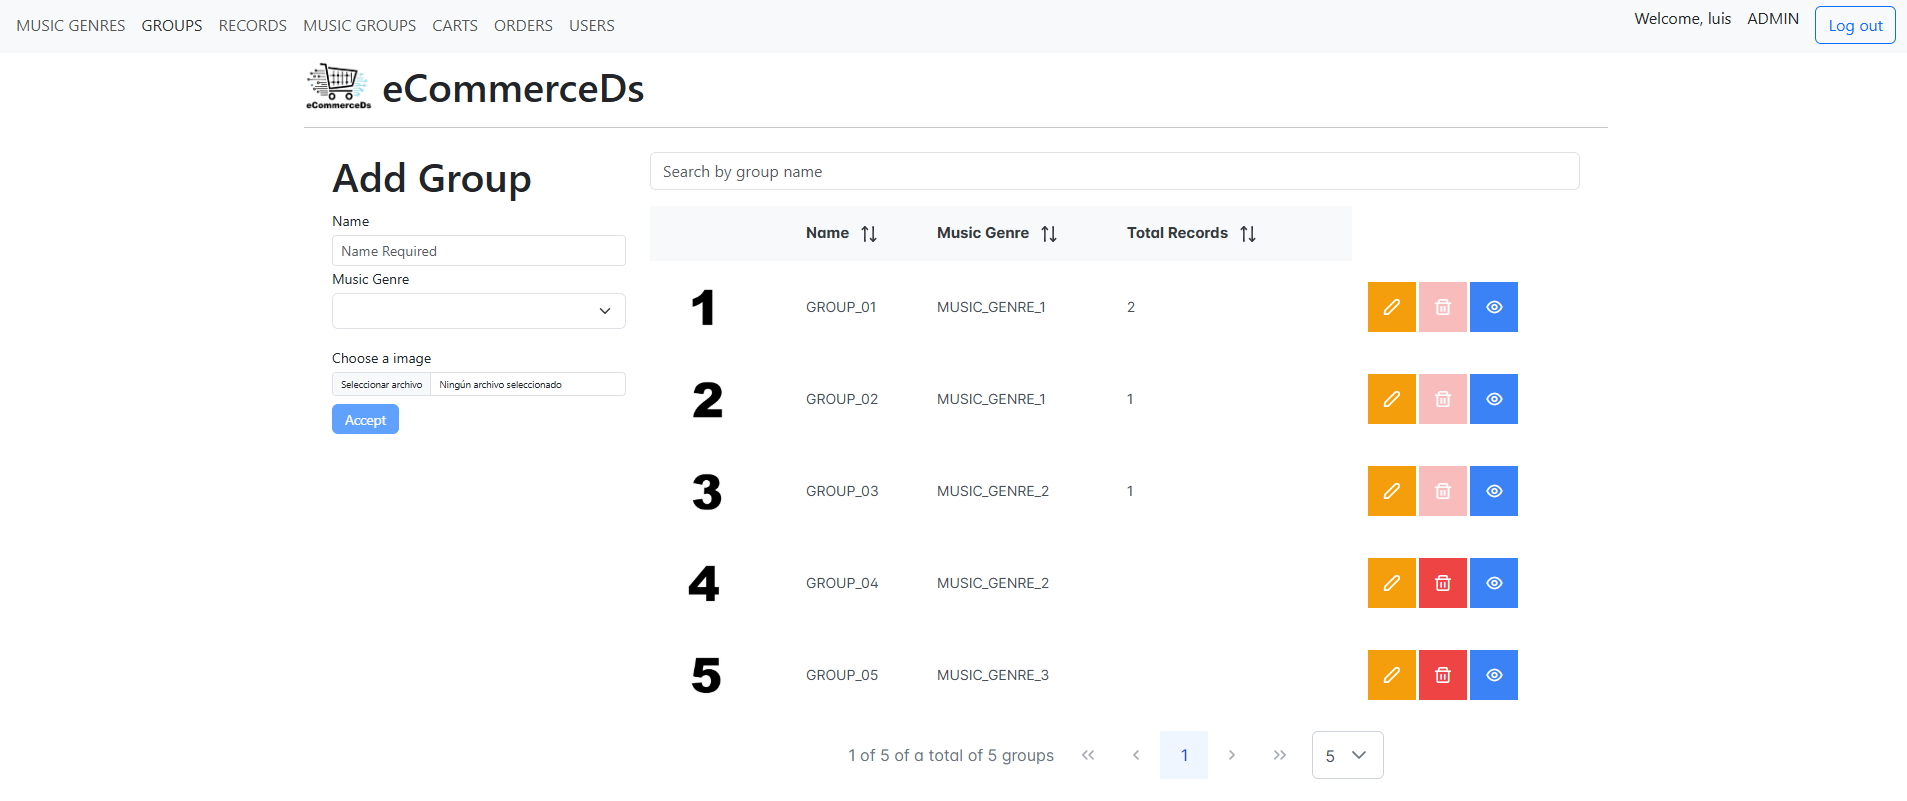 MUSIC GENRES GROUPS RECORDS MUSIC GROUPS CARTS ORDERS USERS Welcome, luis ADMIN Log out
eCommerceDs eCommerceDs
Add Group
Name
Name Required
Music Genre
Choose a image
Seleccionar archivo Ningún archivo seleccionado
Accept
Search by group name
Name Music Genre Total Records
1 GROUP_01 MUSIC_GENRE_1 2
2 GROUP_02 MUSIC_GENRE_1 1
3 GROUP_03 MUSIC_GENRE_2 1
4 GROUP_04 MUSIC_GENRE_2
5 GROUP_05 MUSIC_GENRE_3
1 of 5 of a total of 5 groups « ‹ 1 › » 5